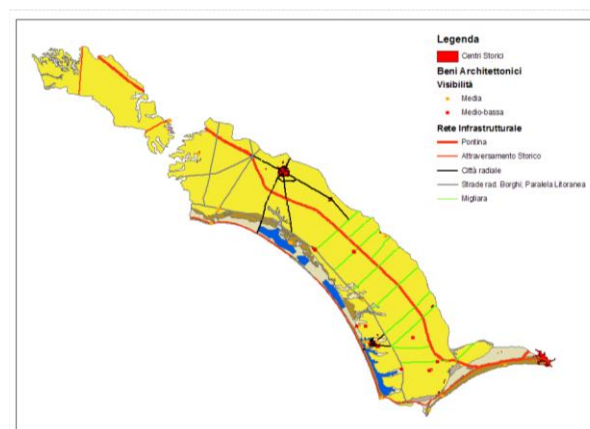 Legenda
Centri Storici
Beni Architettonici
Visibilità
Media
Medio-bassa
Rete Infrastrutturale
Pontina
Attraversamento Storico
Città radiale
Strade rad. Borghi; Paralela Litoranea
Migliara